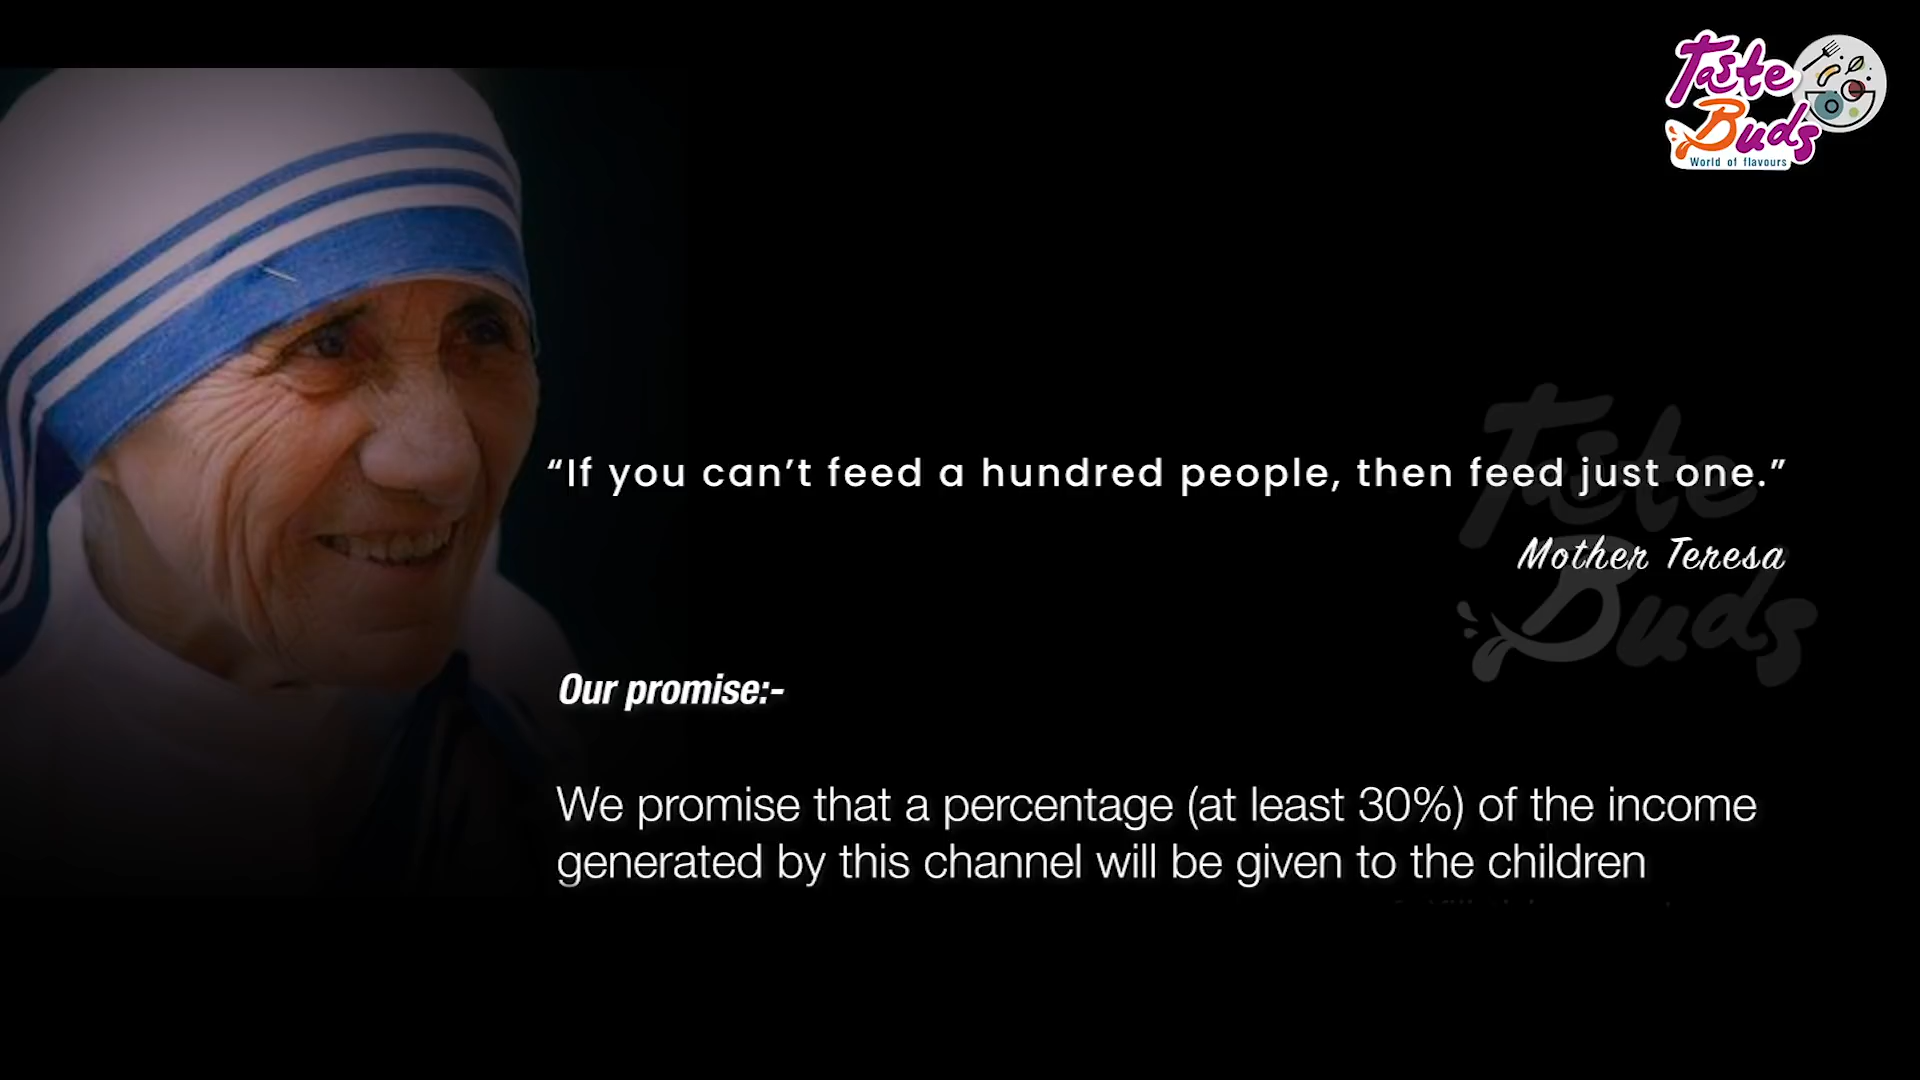 Taste
Buds
World of flavours
“If you can’t feed a hundred people, then feed just one.”
Mother Teresa
Taste
Buds
Our promise:-
We promise that a percentage (at least 30%) of the income
generated by this channel will be given to the children